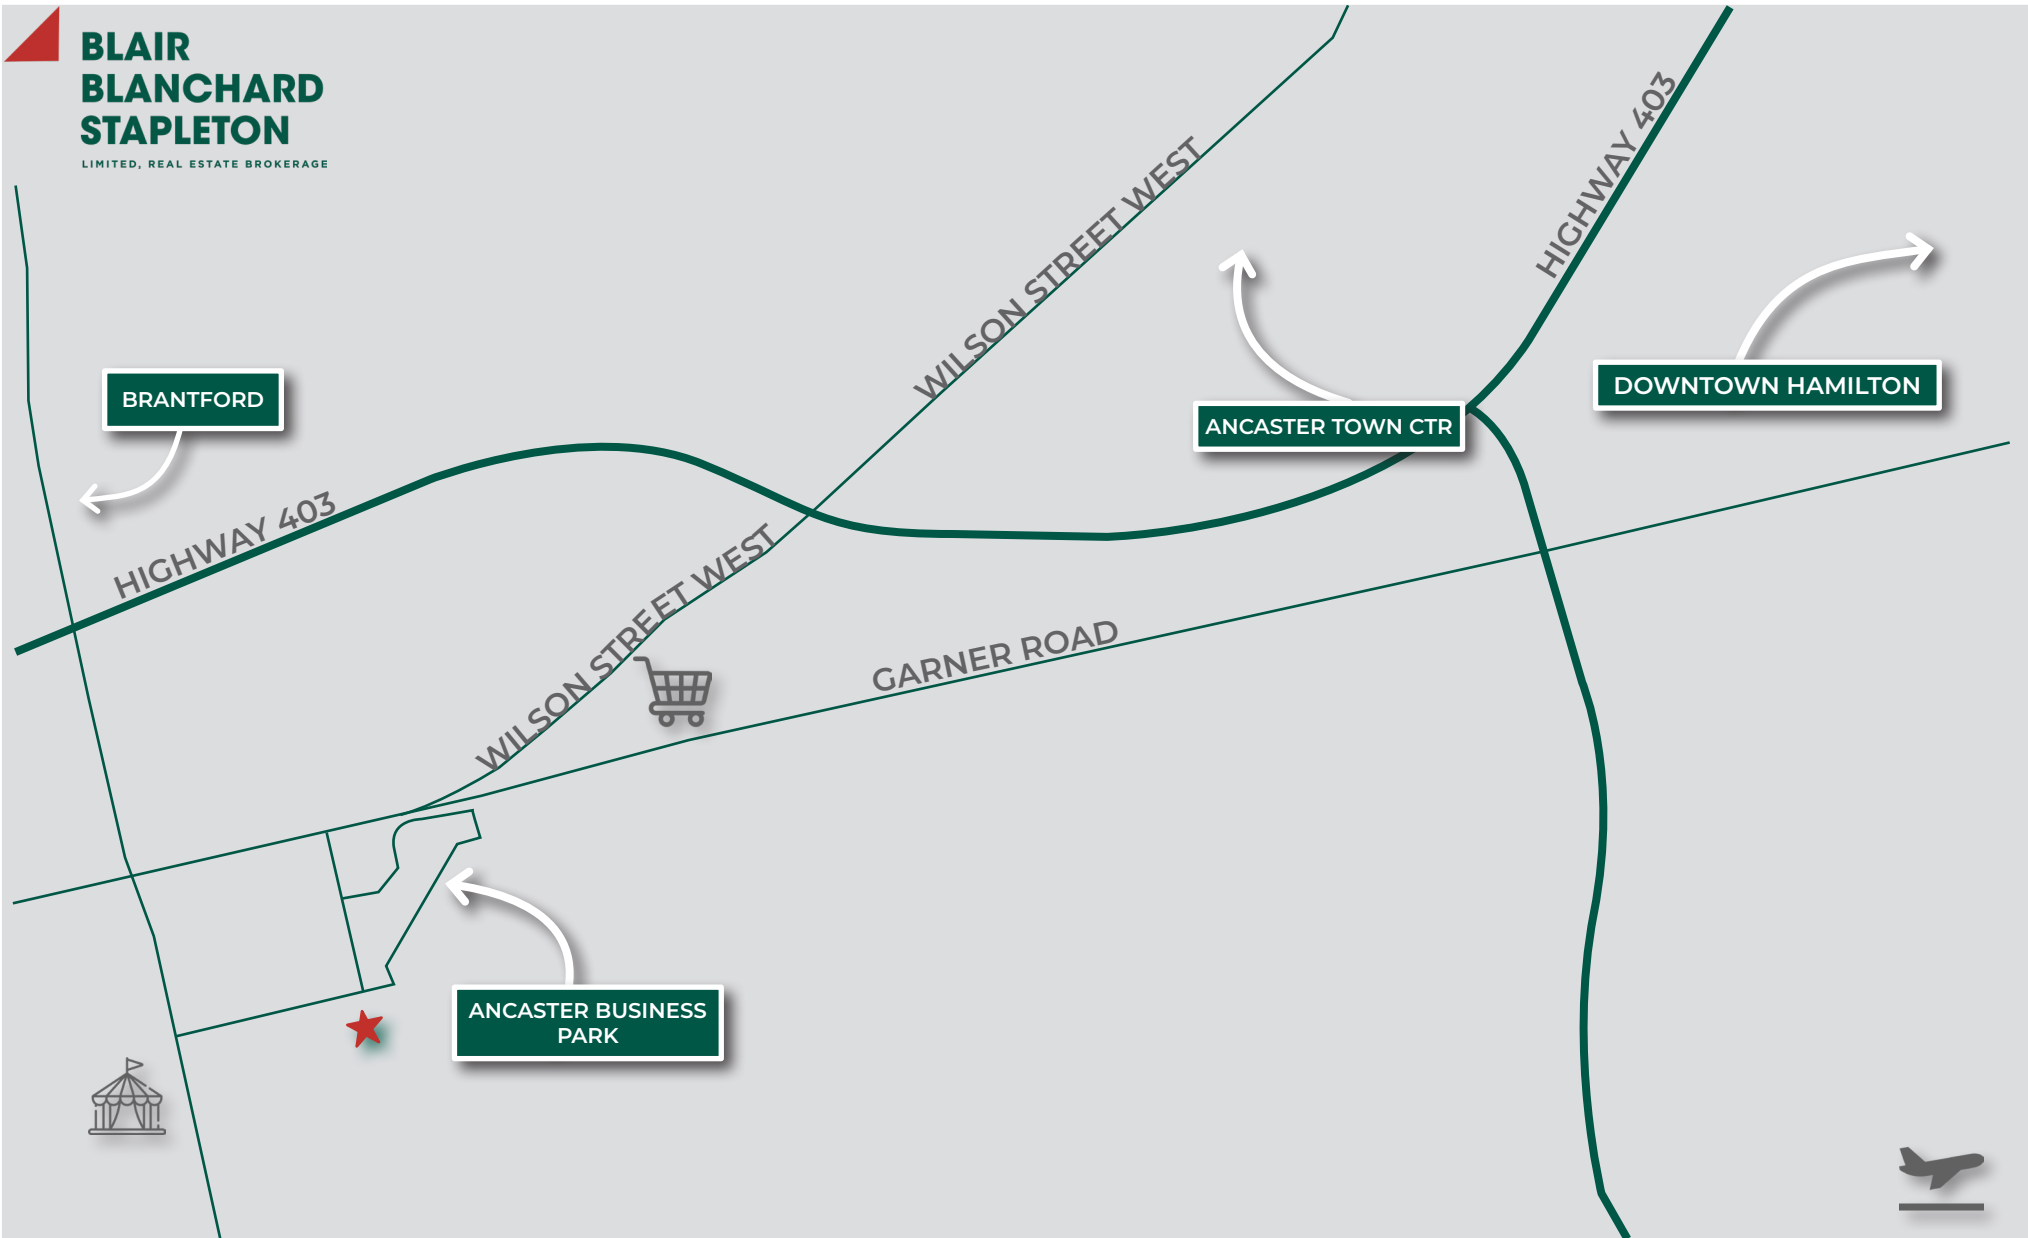 BLAIR
BLANCHARD
STAPLETON
LIMITED, REAL ESTATE BROKERAGE
HIGHWAY 403
WILSON STREET WEST
BRANTFORD
DOWNTOWN HAMILTON
ANCASTER TOWN CTR
HIGHWAY 403
WILSON STREET WEST
GARNER ROAD
ANCASTER BUSINESS
PARK